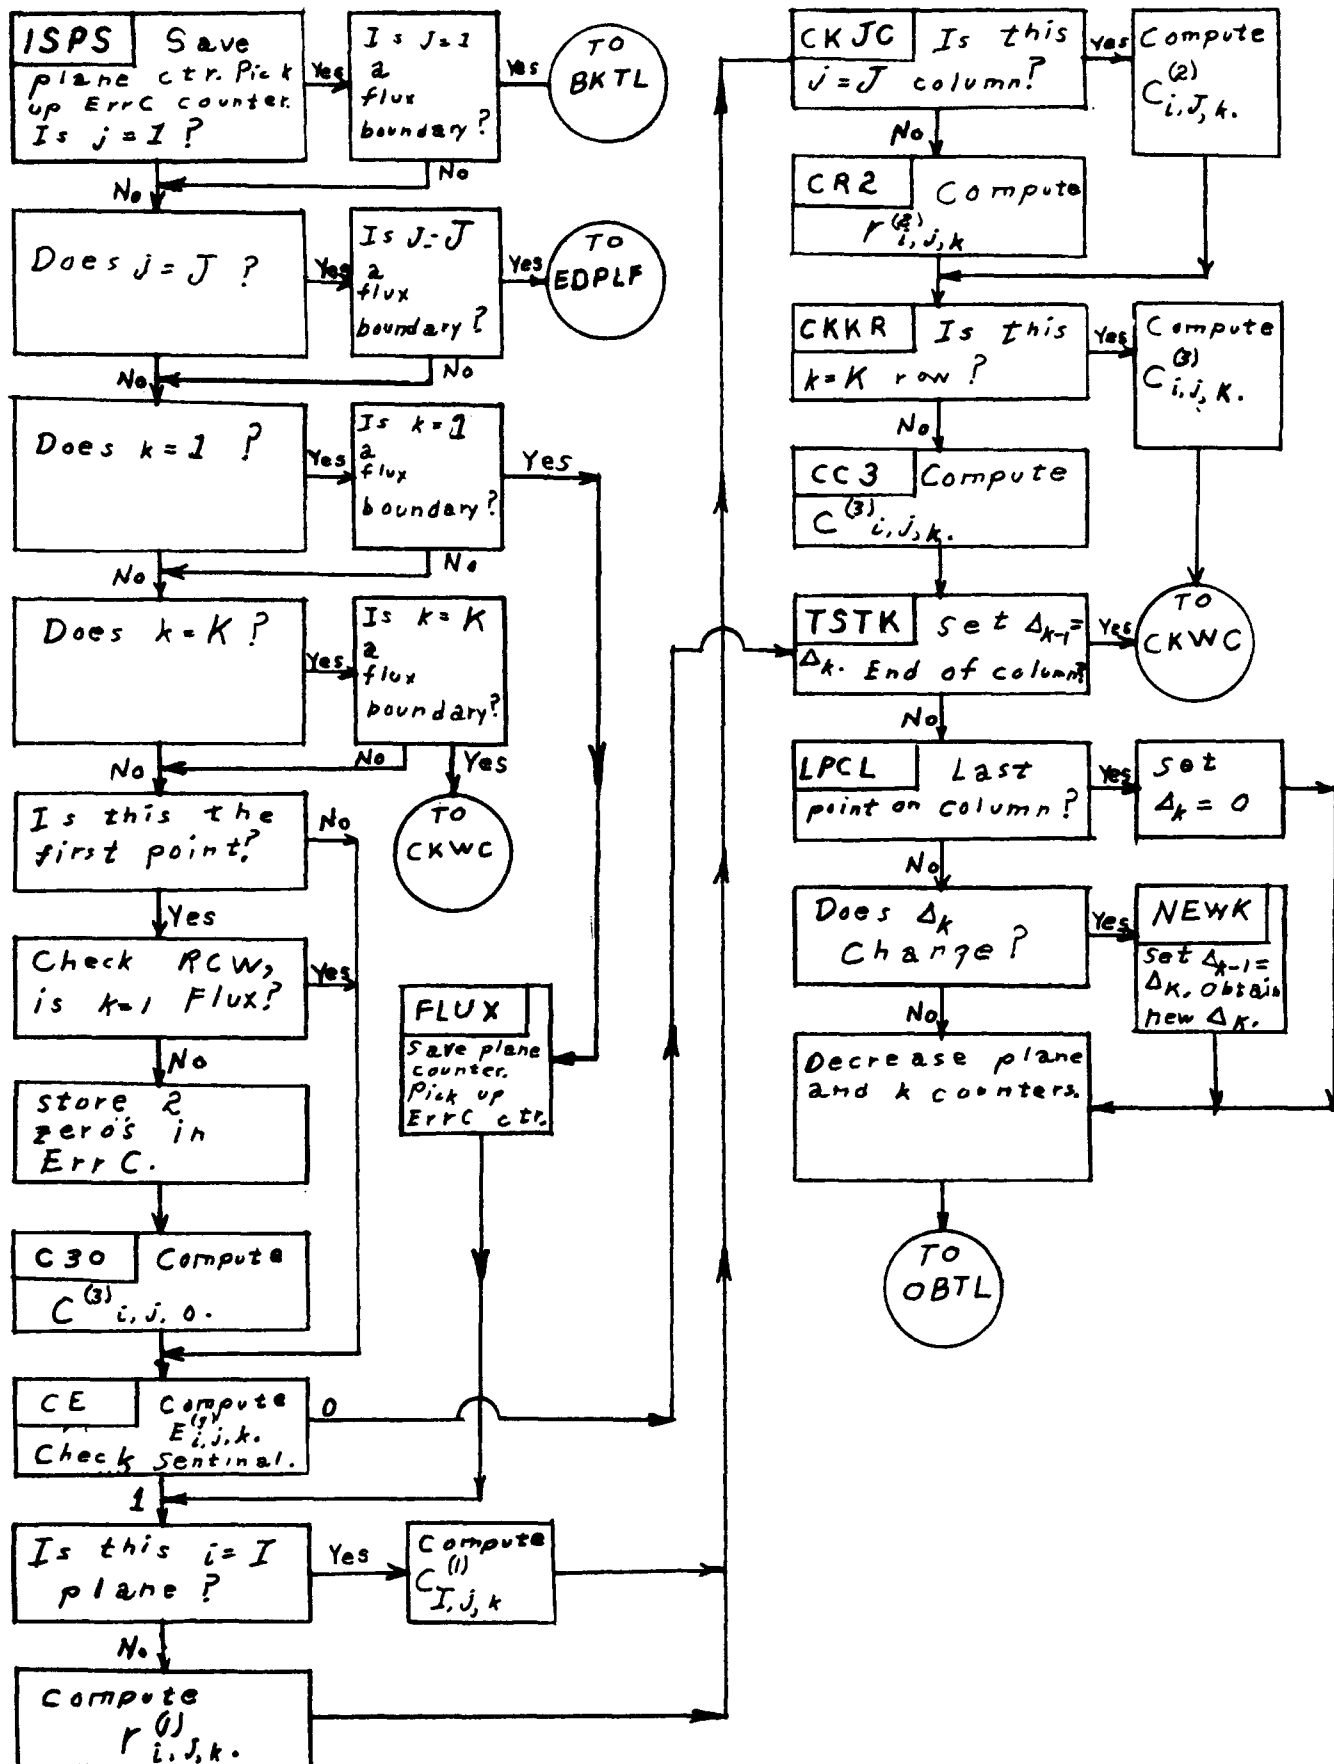 ISPS Save
plane ctr. Pick
up ErrC counter.
Is j = 1 ?
Yes
Is J=1
a
flux
boundary?
Yes
TO
BKTL
No
No
Does j = J ?
Yes
Is J=J
a
flux
boundary?
Yes
TO
EDPLF
No
No
Does k = 1 ?
Yes
Is k = 1
a
flux
boundary?
Yes
No
No
Does k = K ?
Yes
Is k = K
a
flux
boundary?
No
No
Yes
TO
CKWC
Is this the
first point?
No
Yes
Check RCW,
is k=1 Flux?
Yes
No
store 2
zero's in
ErrC.
C30 Compute
C(3) i, j, 0.
FLUX
Save plane
counter.
Pick up
ErrC ctr.
CE Compute
E(g) i, j, k.
Check Sentinal.
0
1
Is this i = I
plane ?
Yes
Compute
C(1) I, j, k
No
Compute
r(1) i, j, k.
CKJC Is this
j = J column?
Yes
Compute
C(2) i, J, k.
No
CR2 Compute
r(2) i, j, k
CKKR Is this
k = K row ?
Yes
Compute
C(3) i, j, K.
No
CC3 Compute
C(3) i, j, k.
TSTK Set Δk-1 =
Δk. End of column?
Yes
TO
CKWC
No
LPCL Last
point on column ?
Yes
Set
Δk = 0
No
Does Δk
Change ?
Yes
NEWK
Set Δk-1 =
ΔK. Obtain
new ΔK.
No
Decrease plane
and k counters.
TO
OBTL